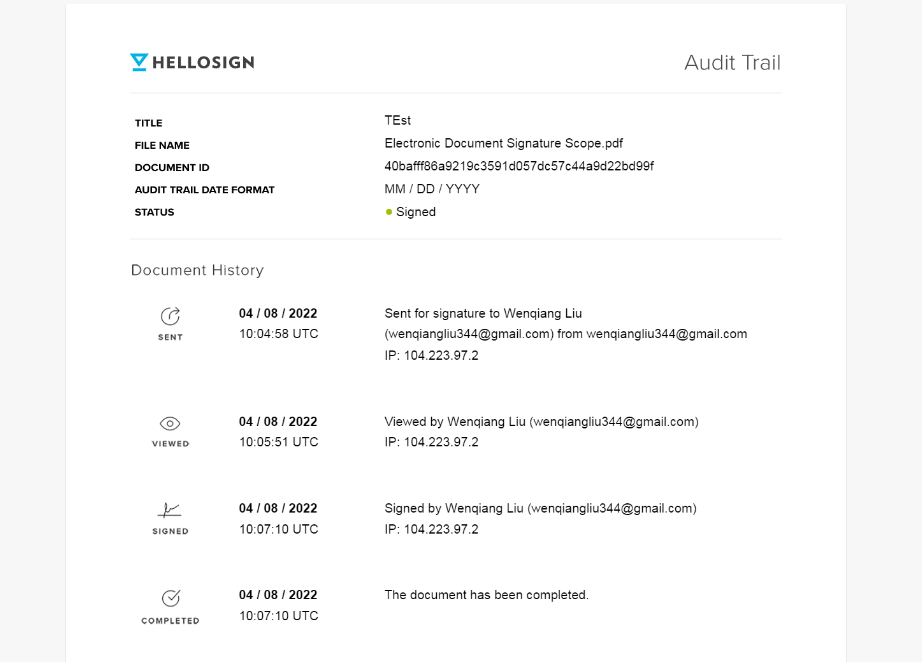 HELLOSIGN
Audit Trail
TITLE TEst
FILE NAME Electronic Document Signature Scope.pdf
DOCUMENT ID 40bafff86a9219c3591d057dc57c44a9d22bd99f
AUDIT TRAIL DATE FORMAT MM / DD / YYYY
STATUS Signed
Document History
SENT
04 / 08 / 2022
10:04:58 UTC
Sent for signature to Wenqiang Liu
(wenqiangliu344@gmail.com) from wenqiangliu344@gmail.com
IP: 104.223.97.2
VIEWED
04 / 08 / 2022
10:05:51 UTC
Viewed by Wenqiang Liu (wenqiangliu344@gmail.com)
IP: 104.223.97.2
SIGNED
04 / 08 / 2022
10:07:10 UTC
Signed by Wenqiang Liu (wenqiangliu344@gmail.com)
IP: 104.223.97.2
COMPLETED
04 / 08 / 2022
10:07:10 UTC
The document has been completed.